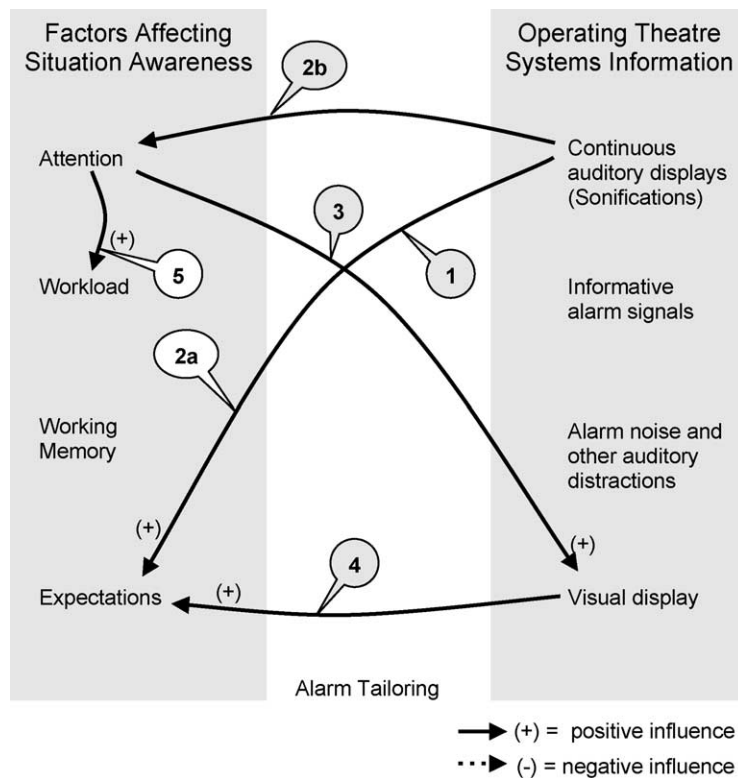 Factors Affecting
Situation Awareness
Operating Theatre
Systems Information
2b
Attention
Continuous
auditory displays
(Sonifications)
3
(+)
5
1
Workload
Informative
alarm signals
2a
Working
Memory
Alarm noise and
other auditory
distractions
(+)
(+)
4
Expectations
(+)
Visual display
Alarm Tailoring
(+) = positive influence
(-) = negative influence